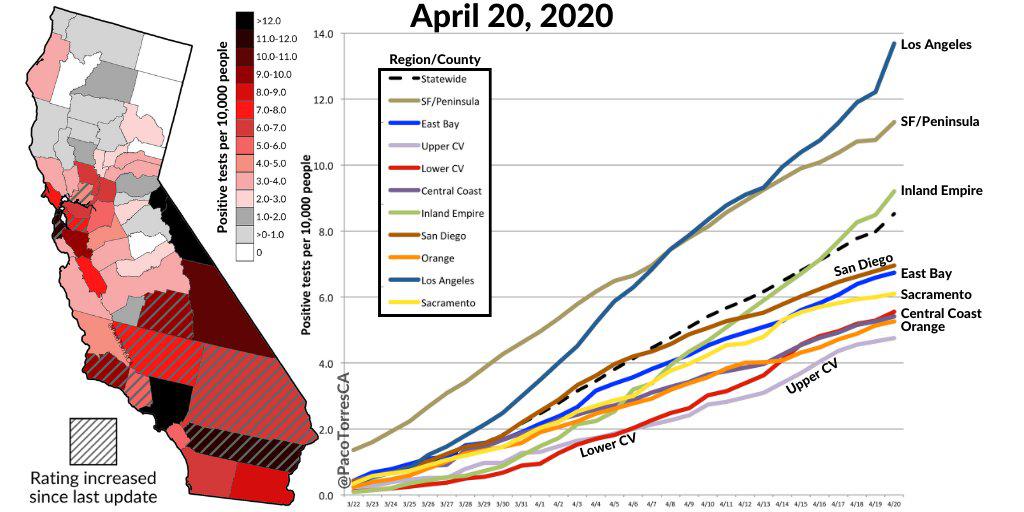 April 20, 2020
Positive tests per 10,000 people
>12.0
11.0-12.0
10.0-11.0
9.0-10.0
8.0-9.0
7.0-8.0
6.0-7.0
5.0-6.0
4.0-5.0
3.0-4.0
2.0-3.0
1.0-2.0
>0-1.0
0
Rating increased
since last update
Positive tests per 10,000 people
14.0
12.0
10.0
8.0
6.0
4.0
2.0
0.0
Region/County
Statewide
SF/Peninsula
East Bay
Upper CV
Lower CV
Central Coast
Inland Empire
San Diego
Orange
Los Angeles
Sacramento
Los Angeles
SF/Peninsula
Inland Empire
San Diego
East Bay
Sacramento
Central Coast
Orange
Upper CV
Lower CV
@PacoTorresCA
3/22 3/23 3/24 3/25 3/26 3/27 3/28 3/29 3/30 3/31 4/1 4/2 4/3 4/4 4/5 4/6 4/7 4/8 4/9 4/10 4/11 4/12 4/13 4/14 4/15 4/16 4/17 4/18 4/19 4/20